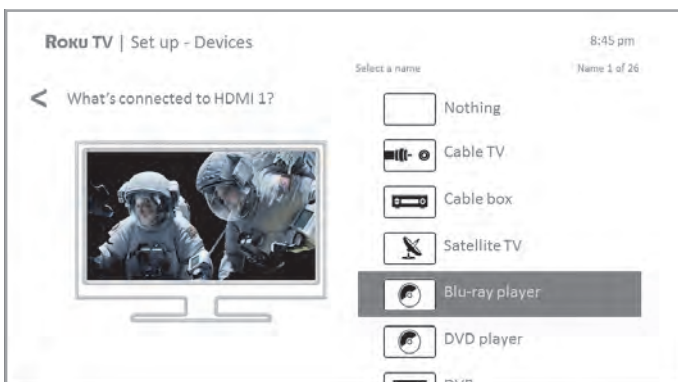 ROKU TV | Set up - Devices
8:45 pm
Select a name
Name 1 of 26
< What's connected to HDMI 1?
Nothing
Cable TV
Cable box
Satellite TV
Blu-ray player
DVD player